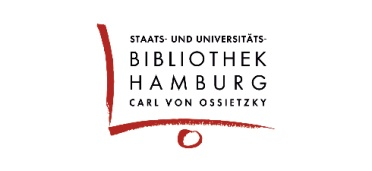 STAATS- UND UNIVERSITÄTS-
BIBLIOTHEK
HAMBURG
CARL VON OSSIETZKY